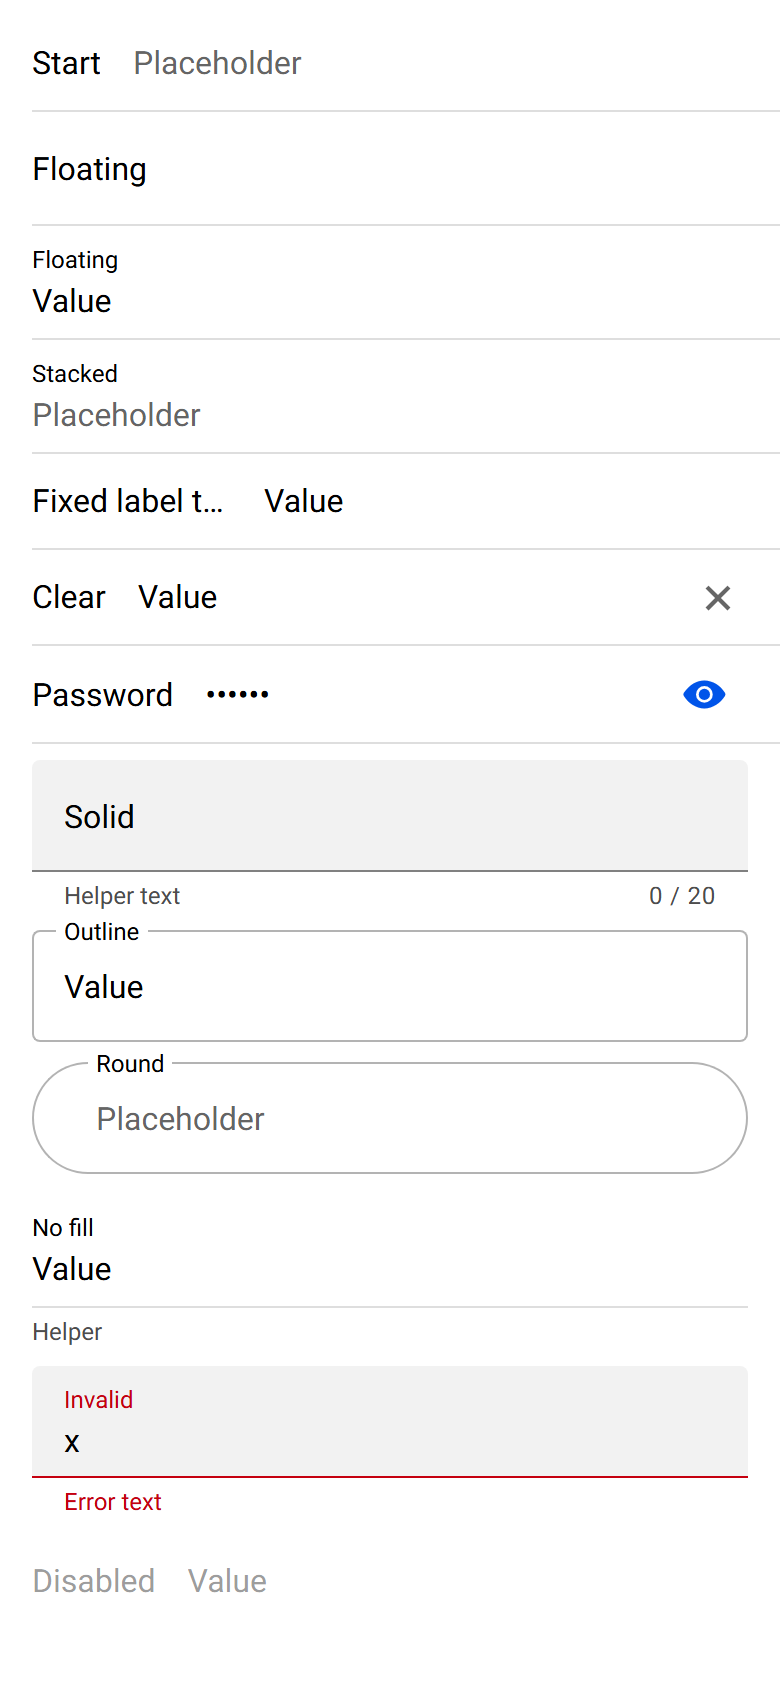 Start Placeholder
Floating
Floating
Value
Stacked
Placeholder
Fixed label t... Value
Clear Value
Password ••••••
Solid
Helper text 0 / 20
Outline
Value
Round
Placeholder
No fill
Value
Helper
Invalid
x
Error text
Disabled Value